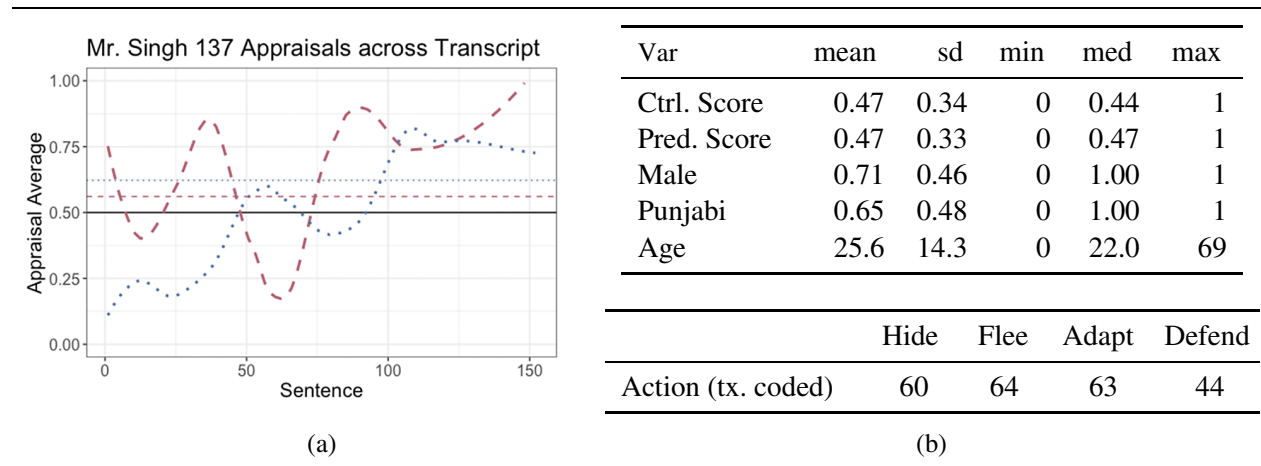 Mr. Singh 137 Appraisals across Transcript
Appraisal Average
1.00
0.75
0.50
0.25
0.00
0 50 100 150
Sentence
(a)
Var mean sd min med max
Ctrl. Score 0.47 0.34 0 0.44 1
Pred. Score 0.47 0.33 0 0.47 1
Male 0.71 0.46 0 1.00 1
Punjabi 0.65 0.48 0 1.00 1
Age 25.6 14.3 0 22.0 69
Hide Flee Adapt Defend
Action (tx. coded) 60 64 63 44
(b)